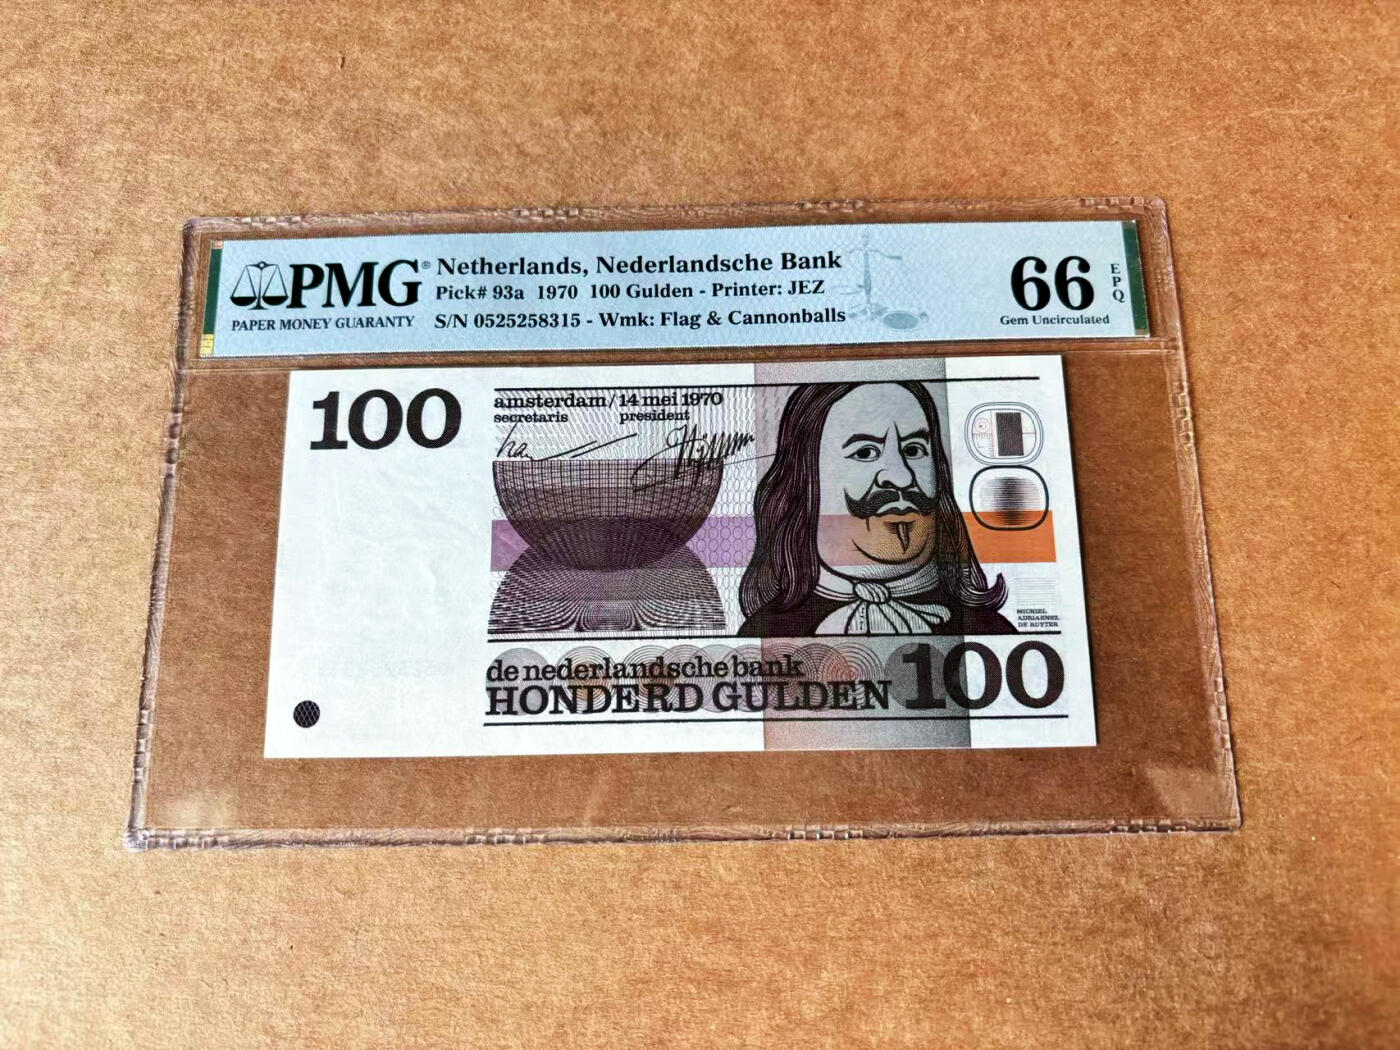 PMG®
PAPER MONEY GUARANTY
Netherlands, Nederlandsche Bank
Pick# 93a 1970 100 Gulden - Printer: JEZ
S/N 0525258315 - Wmk: Flag & Cannonballs
66
EPQ
Gem Uncirculated
100
amsterdam/14 mei 1970
secretaris president
MICHIEL
ADRIAENSZ.
DE RUYTER
de nederlandsche bank
HONDERD GULDEN 100